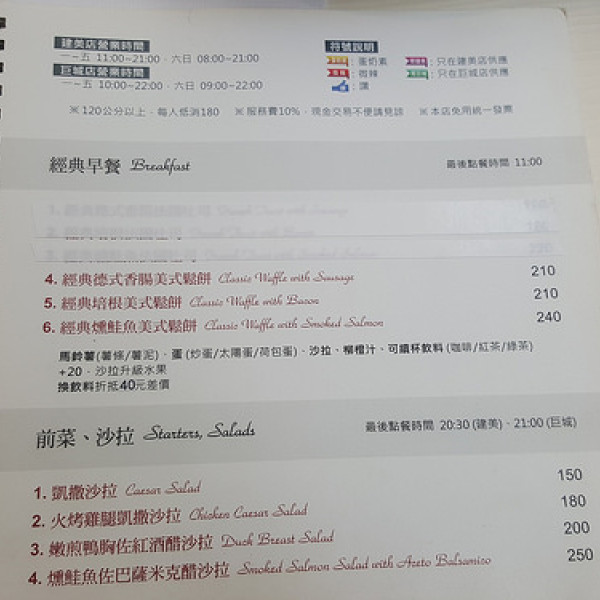 建美店營業時間
一~五 11:00~21:00 · 六日 08:00~21:00
巨城店營業時間
一~五 10:00~22:00 · 六日 09:00~22:00
符號說明
：蛋奶素 ：只在建美店供應
：微辣 ：只在巨城店供應
：讚
※120公分以上，每人低消180 ※服務費10%，現金交易不便請見諒 ※本店免用統一發票
經典早餐 Breakfast 最後點餐時間 11:00
4. 經典德式香腸美式鬆餅 Classic Waffle with Sausage 210
5. 經典培根美式鬆餅 Classic Waffle with Bacon 210
6. 經典燻鮭魚美式鬆餅 Classic Waffle with Smoked Salmon 240
馬鈴薯(薯條/薯泥)、蛋(炒蛋/太陽蛋/荷包蛋)、沙拉、柳橙汁、可續杯飲料(咖啡/紅茶/綠茶)
+20，沙拉升級水果
換飲料折抵40元差價
前菜、沙拉 Starters, Salads 最後點餐時間 20:30 (建美)、21:00 (巨城)
1. 凱撒沙拉 Caesar Salad 150
2. 火烤雞腿凱撒沙拉 Chicken Caesar Salad 180
3. 嫩煎鴨胸佐紅酒醋沙拉 Duck Breast Salad 200
4. 燻鮭魚佐巴薩米克醋沙拉 Smoked Salmon Salad with Aceto Balsamico 250